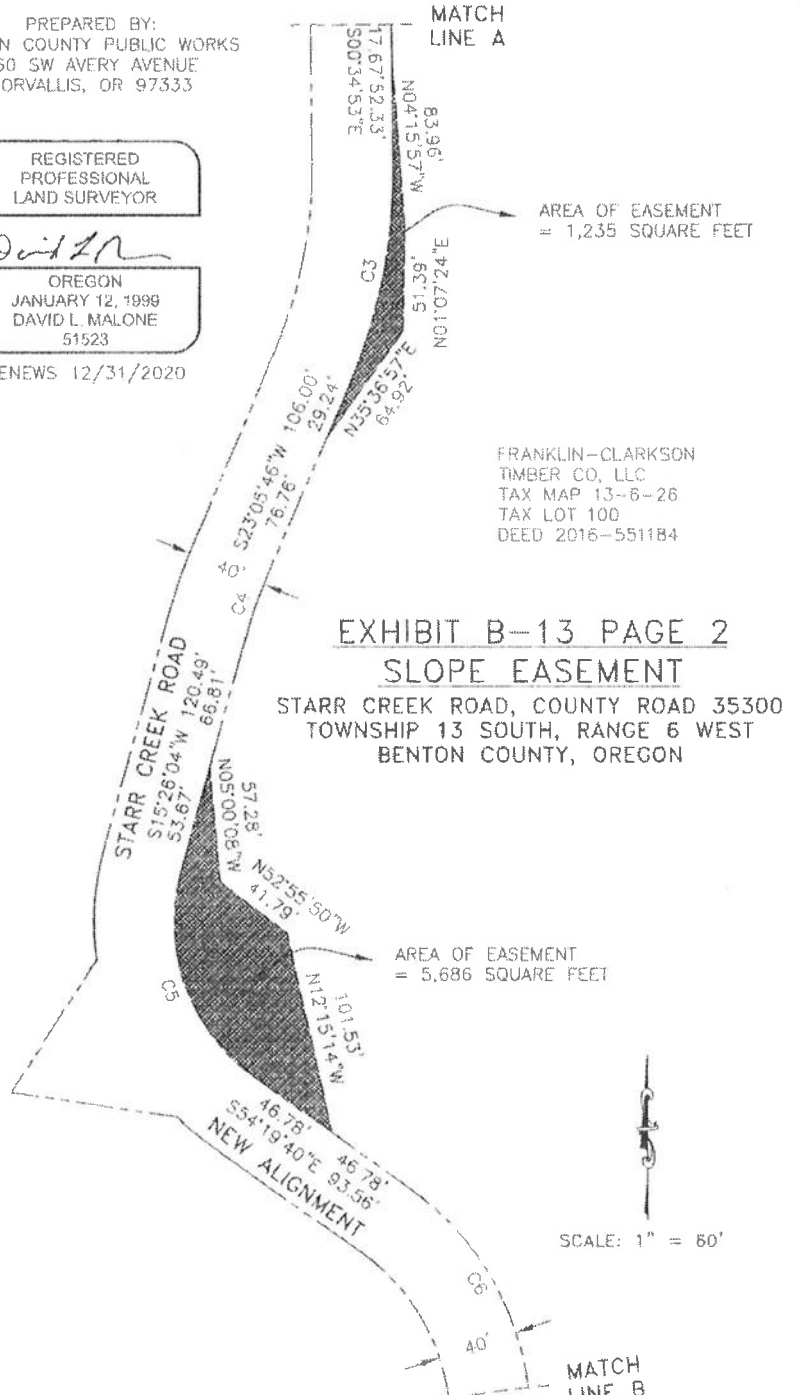 PREPARED BY:
N COUNTY PUBLIC WORKS
60 SW AVERY AVENUE
ORVALLIS, OR 97333
REGISTERED
PROFESSIONAL
LAND SURVEYOR
OREGON
JANUARY 12, 1999
DAVID L. MALONE
51523
ENEWS 12/31/2020
MATCH
LINE A
17.67' 52.33'
S00°34'53"E
83.96'
N04°15'57"W
AREA OF EASEMENT
= 1,235 SQUARE FEET
C3
51.39'
N01°07'24"E
N35°36'57"E
64.92'
106.00'
29.24'
S23°05'46"W
76.76'
FRANKLIN-CLARKSON
TIMBER CO, LLC
TAX MAP 13-6-26
TAX LOT 100
DEED 2016-551184
40'
C4
EXHIBIT B-13 PAGE 2
SLOPE EASEMENT
STARR CREEK ROAD, COUNTY ROAD 35300
TOWNSHIP 13 SOUTH, RANGE 6 WEST
BENTON COUNTY, OREGON
STARR CREEK ROAD
S15°26'04"W 120.49'
53.67' 66.81'
57.28'
N05°00'08"W
N52°55'50"W
41.79'
AREA OF EASEMENT
= 5,686 SQUARE FEET
C5
101.53'
N12°15'14"W
46.78' 46.78'
S54°19'40"E 93.56'
NEW ALIGNMENT
SCALE: 1" = 60'
C6
40'
MATCH
LINE B